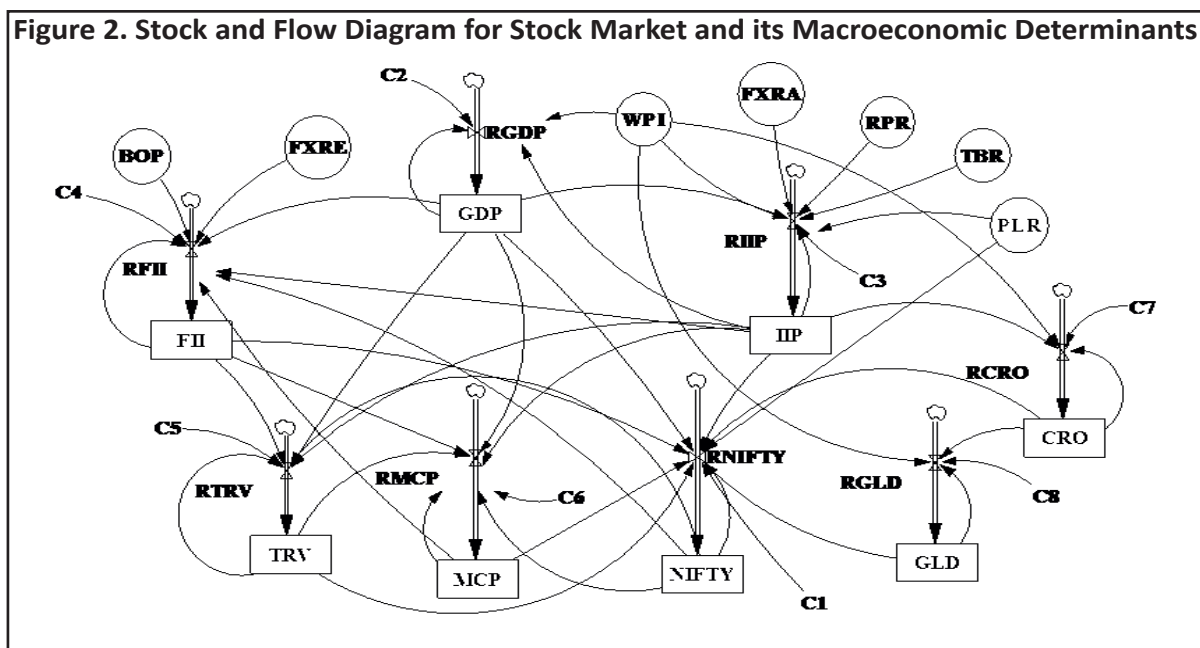 Figure 2. Stock and Flow Diagram for Stock Market and its Macroeconomic Determinants
C2
FXRA
RGDP
WPI
RPR
BOP
FXRE
TBR
C4
GDP
PLR
RFII
RIIP
C3
FII
IIP
C7
RCRO
C5
CRO
RTRV
RMCP
RNIFTY
RGLD
C6
C8
TRV
MCP
NIFTY
GLD
C1